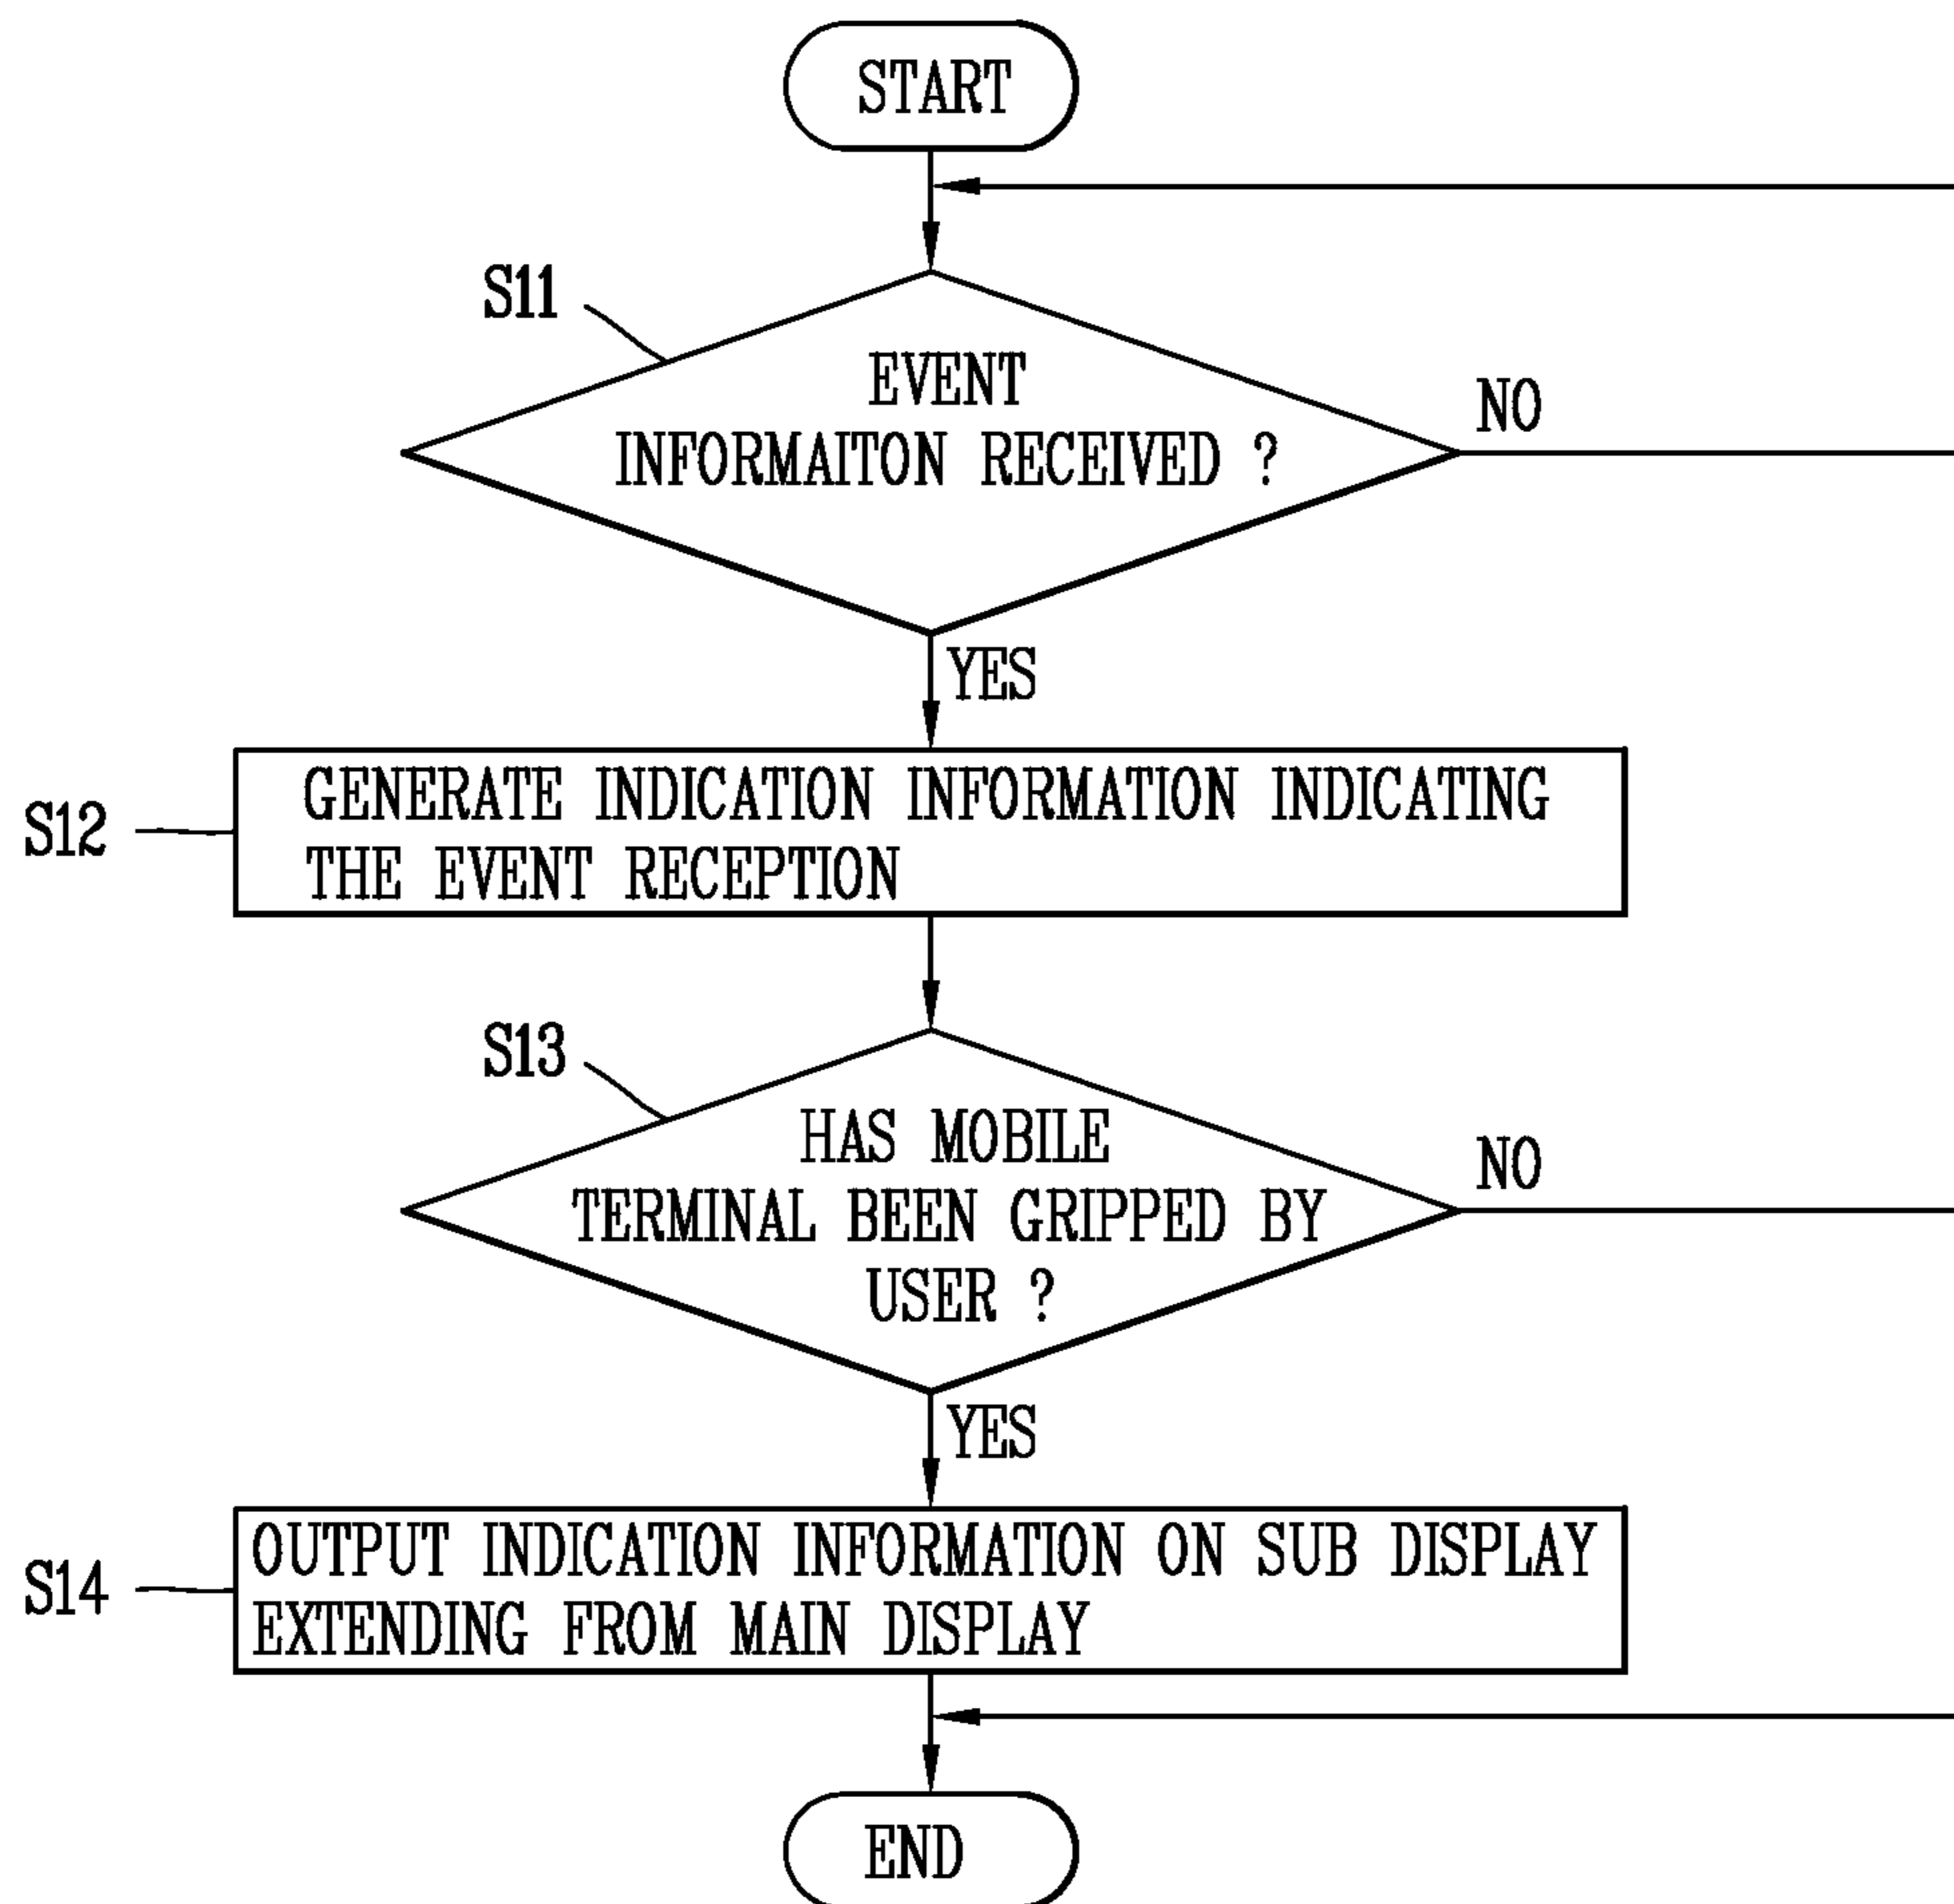 START
S11
EVENT
INFORMAITON RECEIVED ?
NO
YES
S12
GENERATE INDICATION INFORMATION INDICATING
THE EVENT RECEPTION
S13
HAS MOBILE
TERMINAL BEEN GRIPPED BY
USER ?
NO
YES
S14
OUTPUT INDICATION INFORMATION ON SUB DISPLAY
EXTENDING FROM MAIN DISPLAY
END